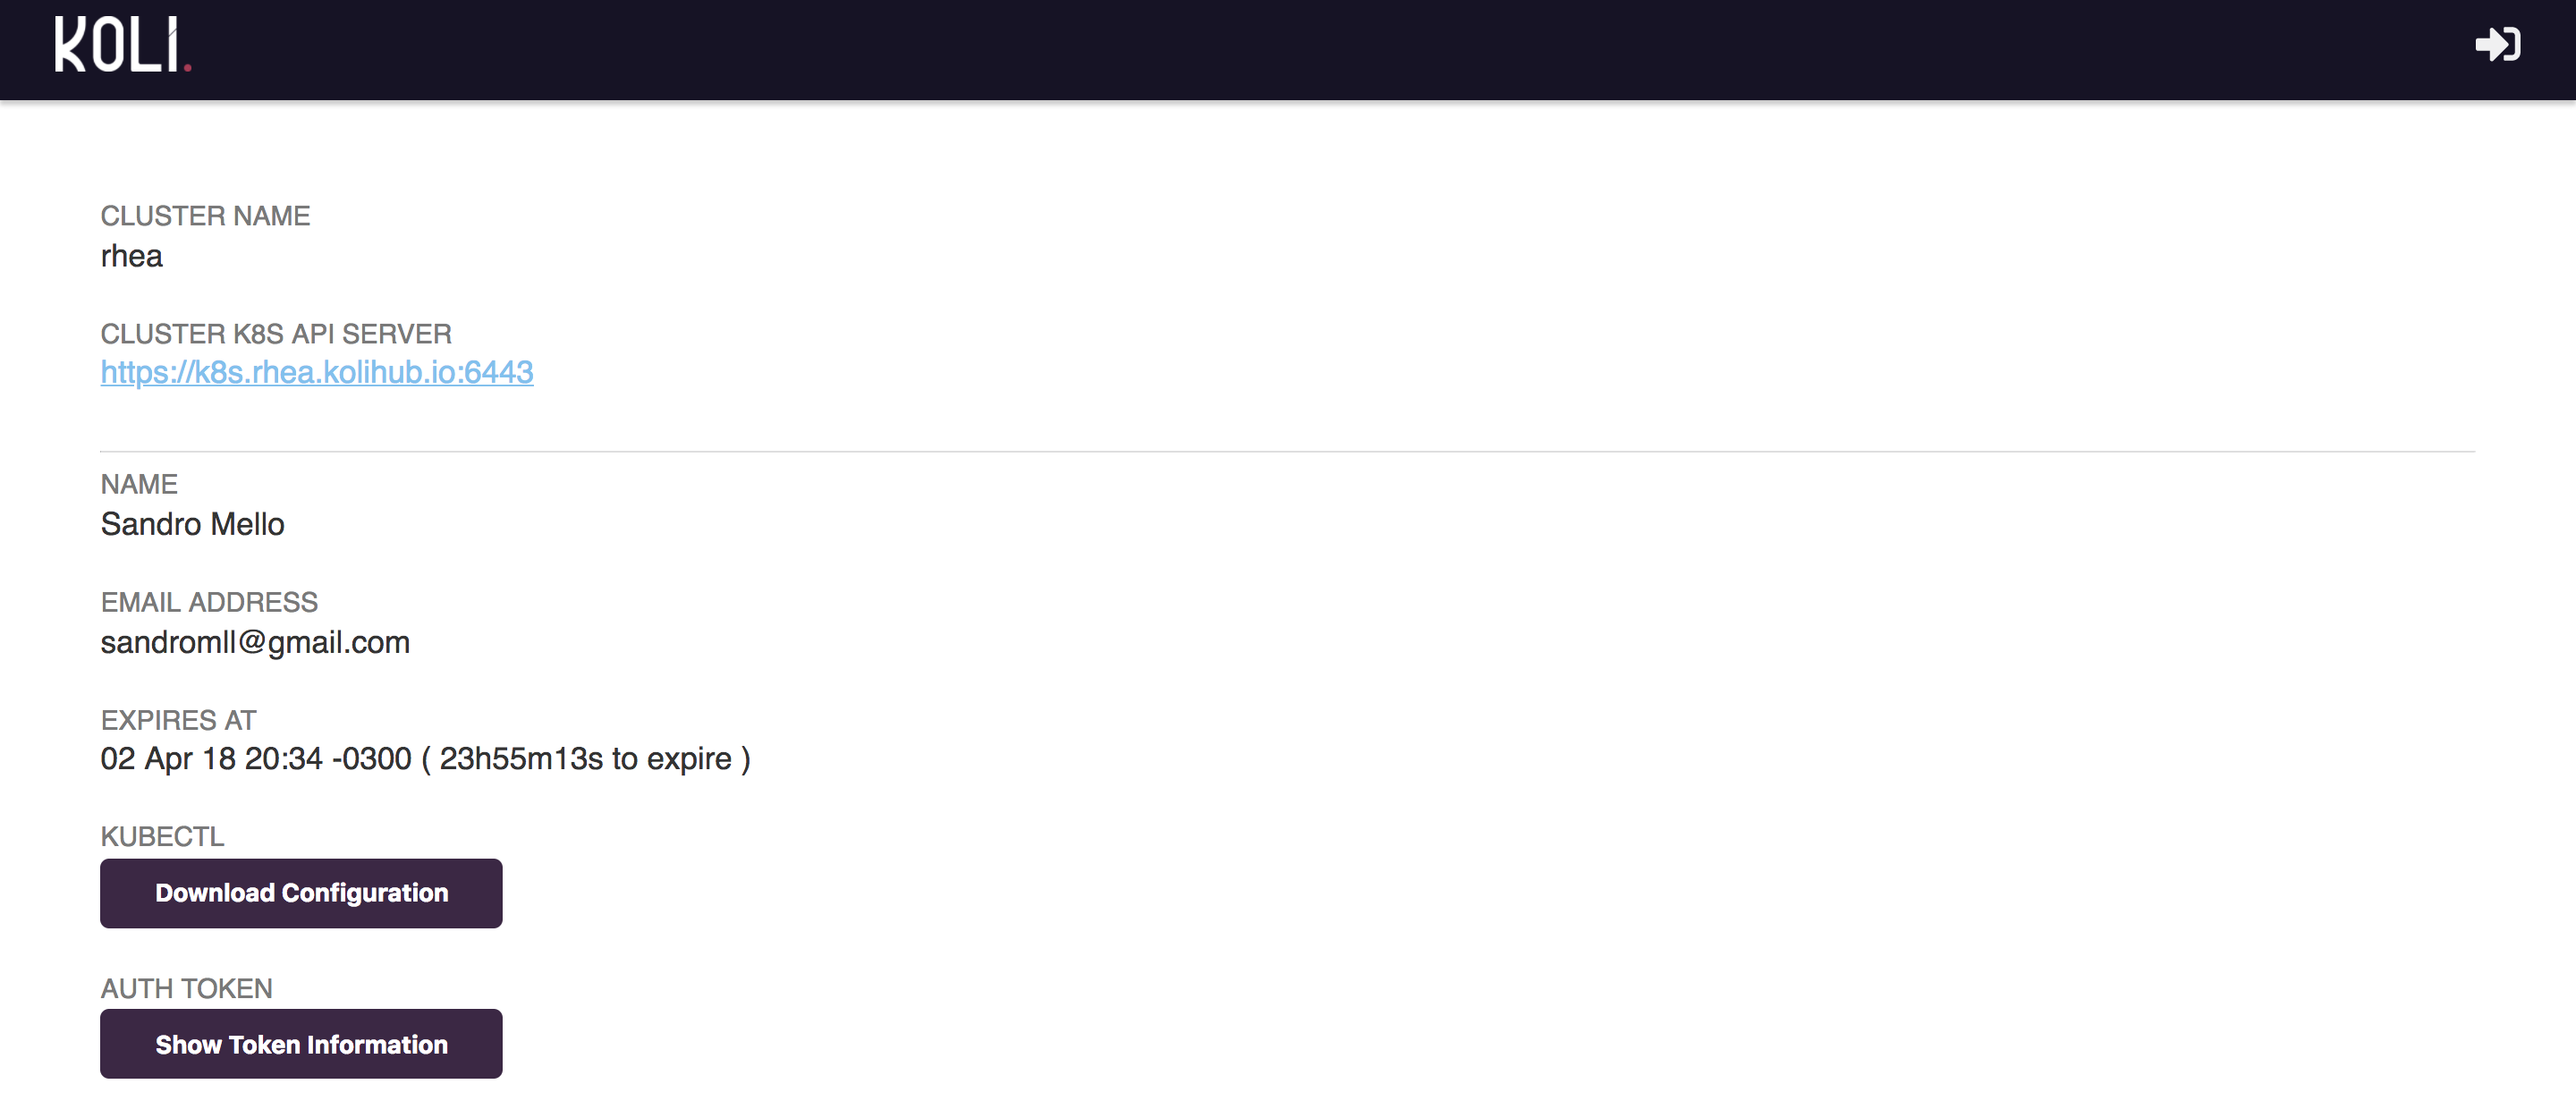 KOLI.
CLUSTER NAME
rhea
CLUSTER K8S API SERVER
https://k8s.rhea.kolihub.io:6443
NAME
Sandro Mello
EMAIL ADDRESS
sandromll@gmail.com
EXPIRES AT
02 Apr 18 20:34 -0300 ( 23h55m13s to expire )
KUBECTL
Download Configuration
AUTH TOKEN
Show Token Information